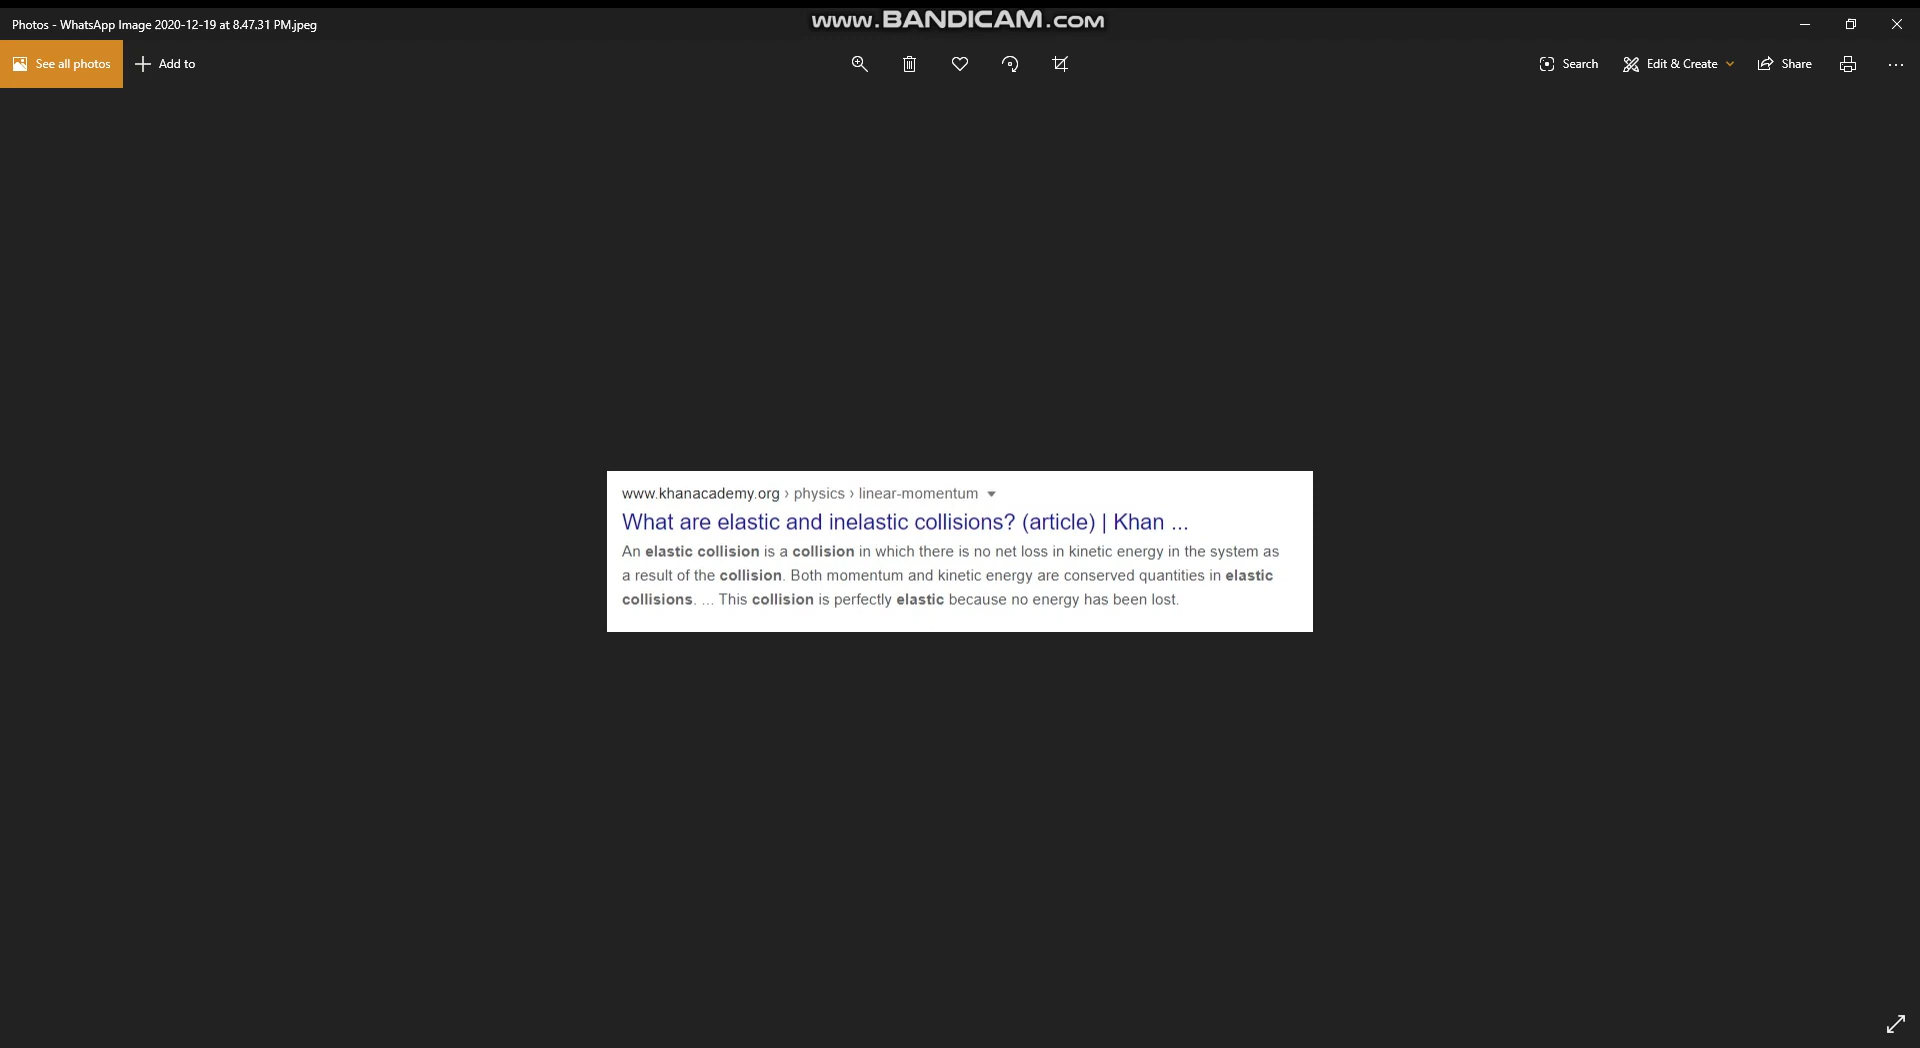 www.BANDICAM.com
Photos - WhatsApp Image 2020-12-19 at 8.47.31 PM.jpeg
See all photos
Add to
Search
Edit & Create
Share
www.khanacademy.org › physics › linear-momentum
What are elastic and inelastic collisions? (article) | Khan ...
An elastic collision is a collision in which there is no net loss in kinetic energy in the system as
a result of the collision. Both momentum and kinetic energy are conserved quantities in elastic
collisions. ... This collision is perfectly elastic because no energy has been lost.